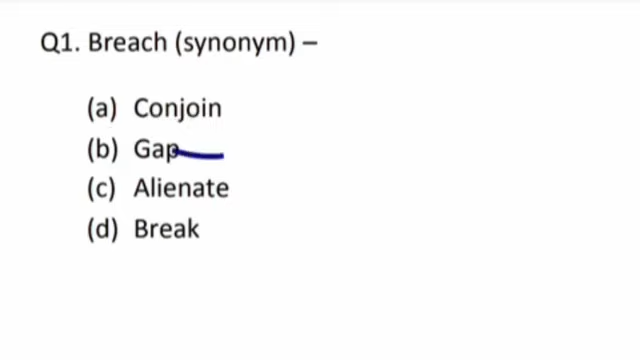 Q1. Breach (synonym) –
(a) Conjoin
(b) Gap
(c) Alienate
(d) Break